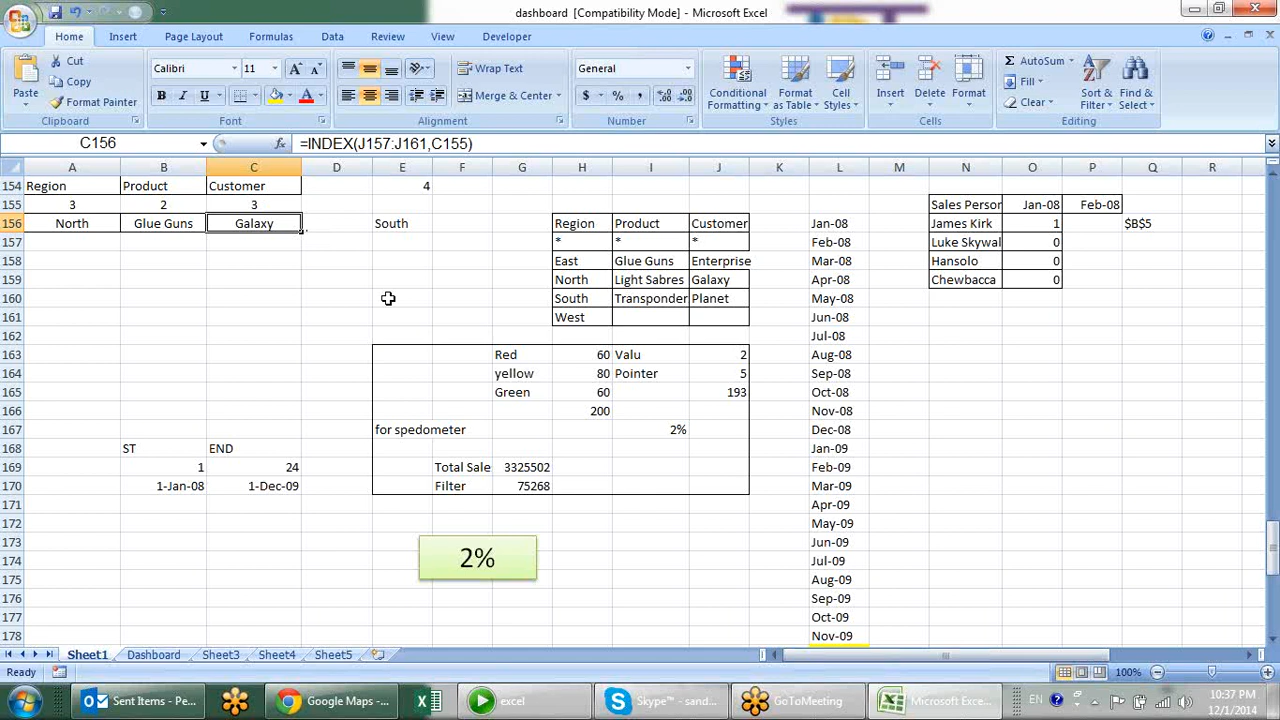 dashboard [Compatibility Mode] - Microsoft Excel
Home Insert Page Layout Formulas Data Review View Developer
Paste
Cut
Copy
Format Painter
Clipboard
Calibri 11
B I U
Font
Wrap Text
Merge & Center
Alignment
General
$ % ,
Number
Conditional Formatting
Format as Table
Cell Styles
Styles
Insert Delete Format
Cells
AutoSum
Fill
Clear
Sort & Filter
Find & Select
Editing
C156 fx =INDEX(J157:J161,C155)
A B C D E F G H I J K L M N O P Q R
154 Region Product Customer 4
155 3 2 3 Sales Person Jan-08 Feb-08
156 North Glue Guns Galaxy South Region Product Customer Jan-08 James Kirk 1 $B$5
157 * * * Feb-08 Luke Skywal 0
158 East Glue Guns Enterprise Mar-08 Hansolo 0
159 North Light Sabres Galaxy Apr-08 Chewbacca 0
160 South Transponder Planet May-08
161 West Jun-08
162 Jul-08
163 Red 60 Valu 2 Aug-08
164 yellow 80 Pointer 5 Sep-08
165 Green 60 193 Oct-08
166 200 Nov-08
167 for spedometer 2% Dec-08
168 ST END Jan-09
169 1 24 Total Sale 3325502 Feb-09
170 1-Jan-08 1-Dec-09 Filter 75268 Mar-09
171 Apr-09
172 May-09
173 Jun-09
174 2% Jul-09
175 Aug-09
176 Sep-09
177 Oct-09
178 Nov-09
Sheet1 Dashboard Sheet3 Sheet4 Sheet5
Ready 100%
Sent Items - Pe... Google Maps - ... excel Skype™ - sand... GoToMeeting Microsoft Exce... EN 10:37 PM
12/1/2014